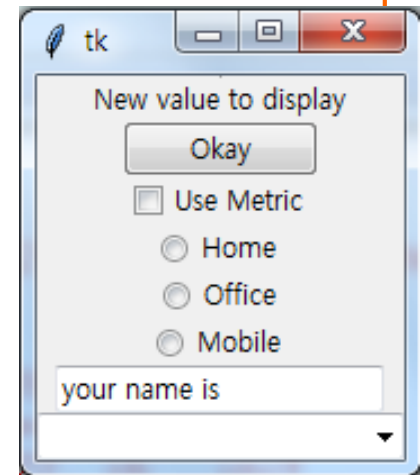 tk
New value to display
Okay
Use Metric
Home
Office
Mobile
your name is